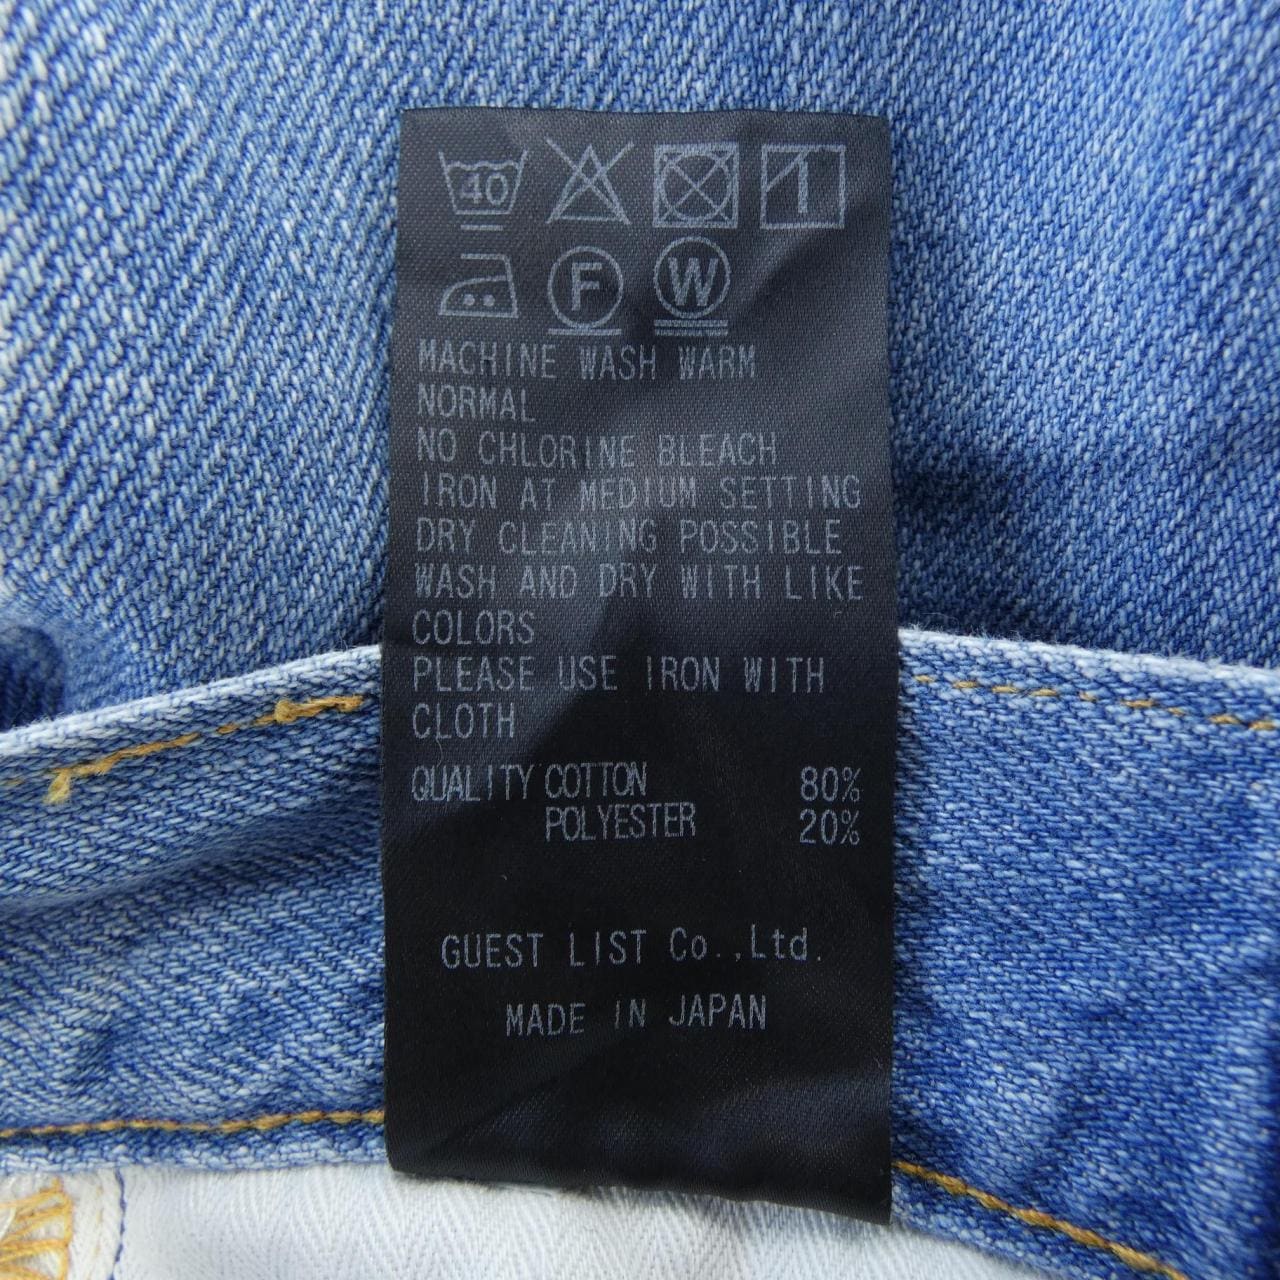 40
F W
MACHINE WASH WARM
NORMAL
NO CHLORINE BLEACH
IRON AT MEDIUM SETTING
DRY CLEANING POSSIBLE
WASH AND DRY WITH LIKE
COLORS
PLEASE USE IRON WITH
CLOTH
QUALITY COTTON 80%
POLYESTER 20%
GUEST LIST Co.,Ltd.
MADE IN JAPAN